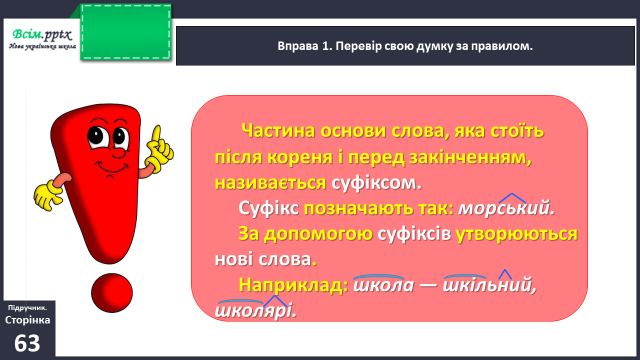 Всім.pptx
Нова українська школа
Вправа 1. Перевір свою думку за правилом.
Частина основи слова, яка стоїть
після кореня і перед закінченням,
називається суфіксом.
Суфікс позначають так: морський.
За допомогою суфіксів утворюються
нові слова.
Наприклад: школа — шкільний,
школярі.
Підручник.
Сторінка
63